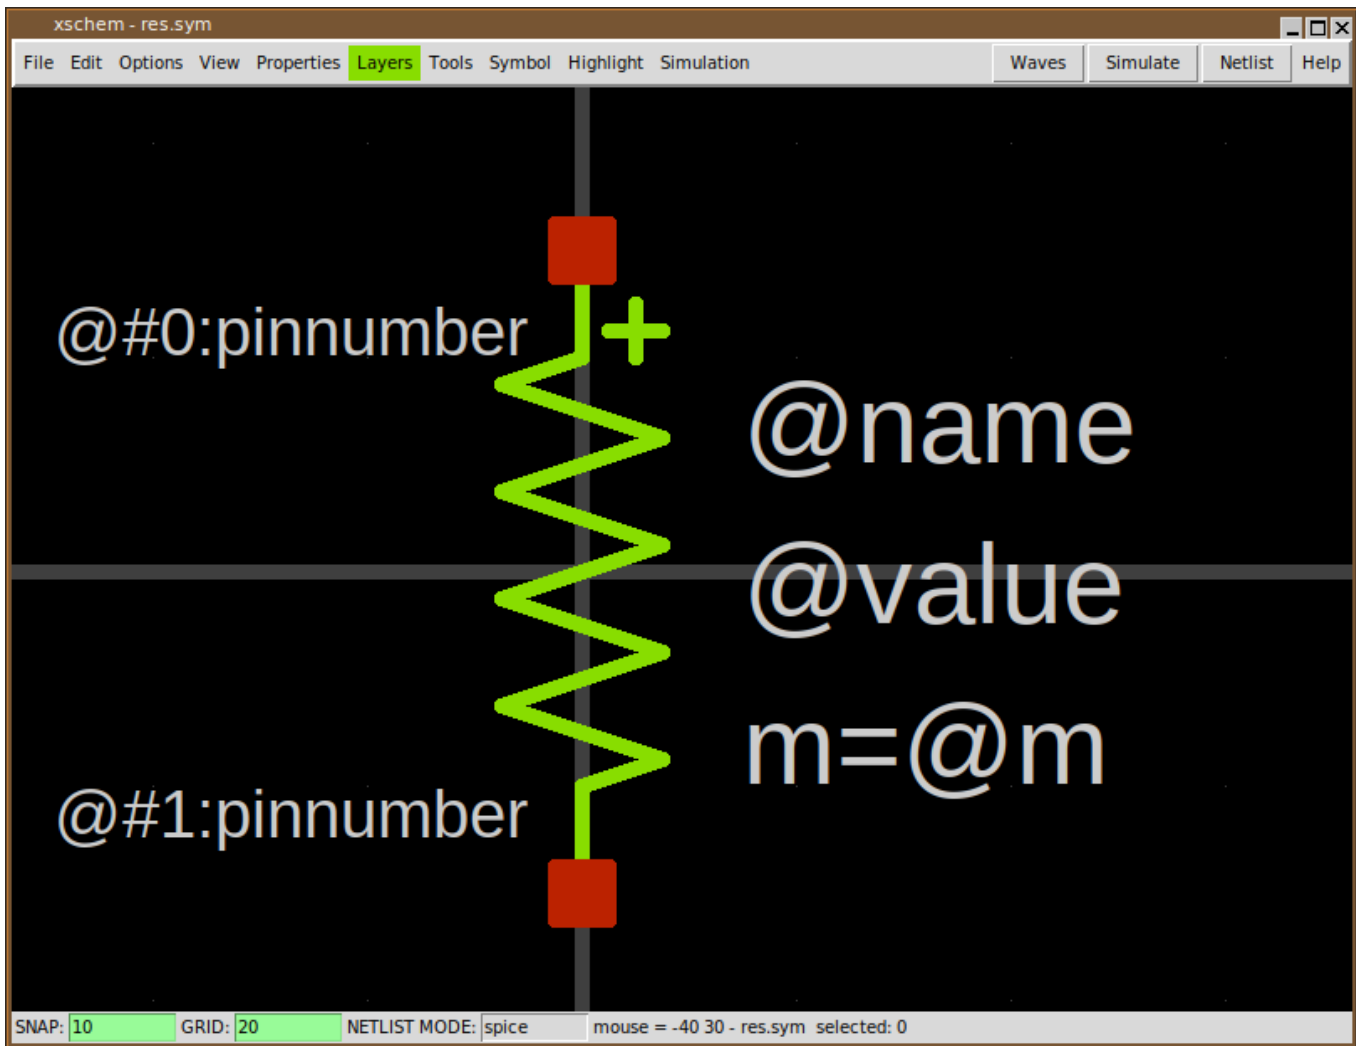 xschem - res.sym
File Edit Options View Properties Layers Tools Symbol Highlight Simulation Waves Simulate Netlist Help
@#0:pinnumber
@name
@value
m=@m
@#1:pinnumber
SNAP: 10 GRID: 20 NETLIST MODE: spice mouse = -40 30 - res.sym selected: 0